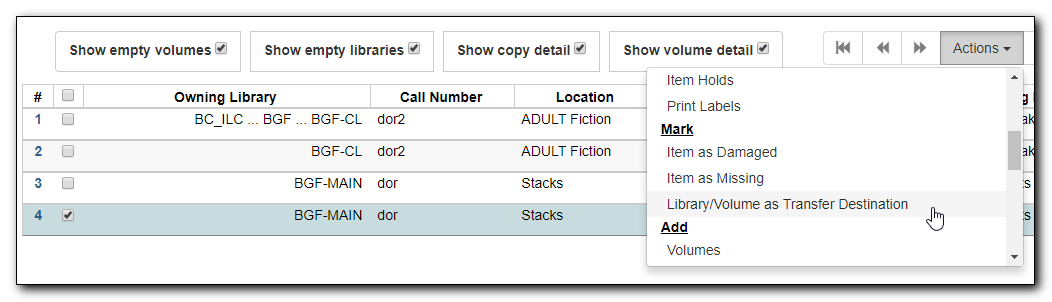 Show empty volumes
Show empty libraries
Show copy detail
Show volume detail
Actions
# Owning Library Call Number Location
1 BC_ILC ... BGF ... BGF-CL dor2 ADULT Fiction
2 BGF-CL dor2 ADULT Fiction
3 BGF-MAIN dor Stacks
4 BGF-MAIN dor Stacks
Item Holds
Print Labels
Mark
Item as Damaged
Item as Missing
Library/Volume as Transfer Destination
Add
Volumes